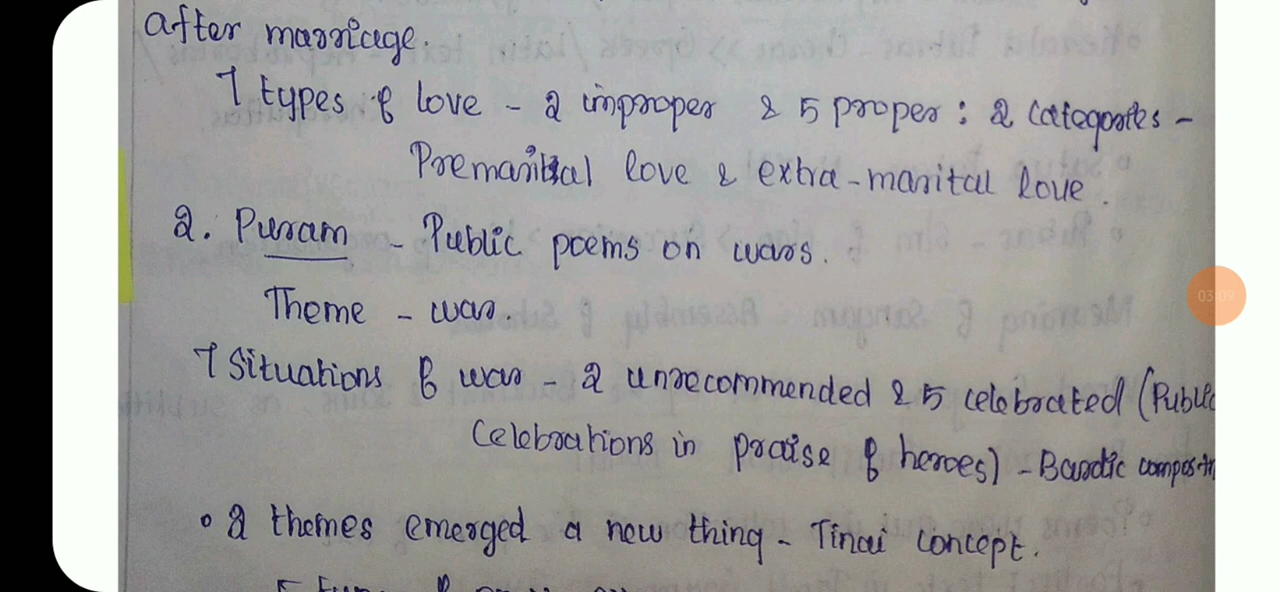 after marriage.
7 types of love - 2 improper & 5 proper : 2 categories -
Premarital love & extra-marital love.
2. Puram - Public poems on wars.
Theme - war.
7 Situations of war - 2 unrecommended & 5 celebrated (Public
Celebrations in praise of heroes) - Bardic
• 2 themes emerged a new thing - Tinai concept.
03:09